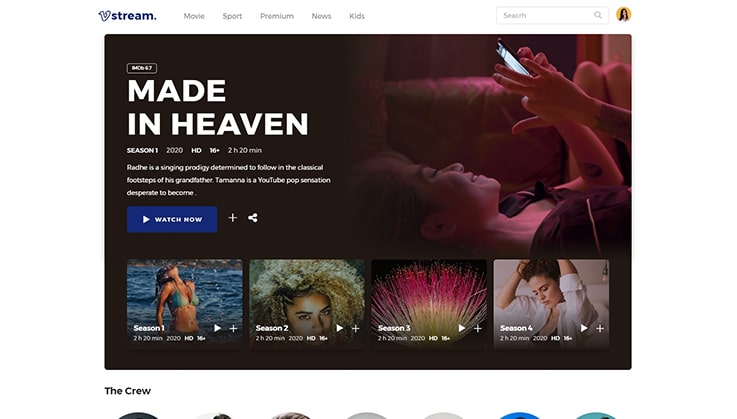 Vstream.
Movie Sport Premium News Kids
Seacrh
IMDb 6.7
MADE
IN HEAVEN
SEASON 1 2020 HD 16+ 2 h 20 min
Radhe is a singing prodigy determined to follow in the classical
footsteps of his grandfather. Tamanna is a YouTube pop sensation
desperate to become .
WATCH NOW
Season 1
2 h 20 min 2020 HD 16+
Season 2
2 h 20 min 2020 HD 16+
Season 3
2 h 20 min 2020 HD 16+
Season 4
2 h 20 min 2020 HD 16+
The Crew